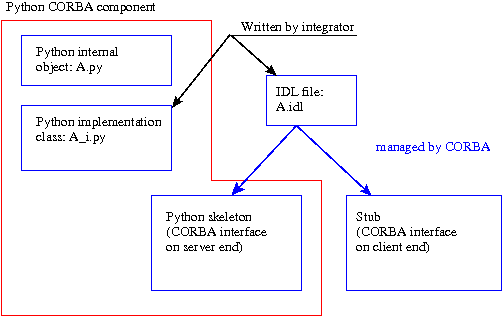 Python CORBA component
Written by integrator
Python internal
object: A.py
IDL file:
A.idl
Python implementation
class: A_i.py
managed by CORBA
Python skeleton
(CORBA interface
on server end)
Stub
(CORBA interface
on client end)